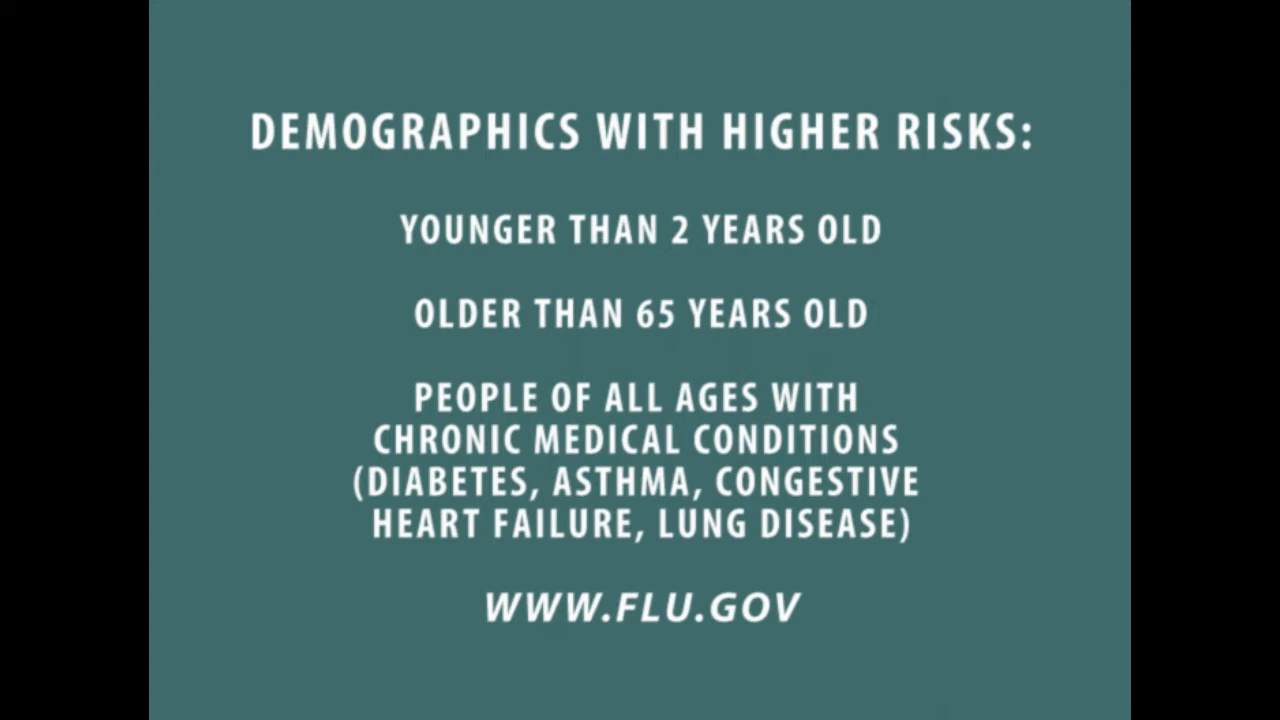 DEMOGRAPHICS WITH HIGHER RISKS:
YOUNGER THAN 2 YEARS OLD
OLDER THAN 65 YEARS OLD
PEOPLE OF ALL AGES WITH
CHRONIC MEDICAL CONDITIONS
(DIABETES, ASTHMA, CONGESTIVE
HEART FAILURE, LUNG DISEASE)
WWW.FLU.GOV